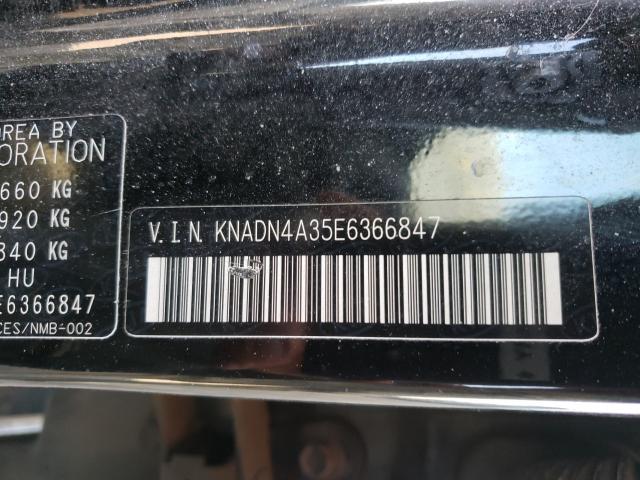 OREA BY
ORATION
660 KG
920 KG
340 KG
HU
E6366847
CES/NMB-002
V.I.N. KNADN4A35E6366847